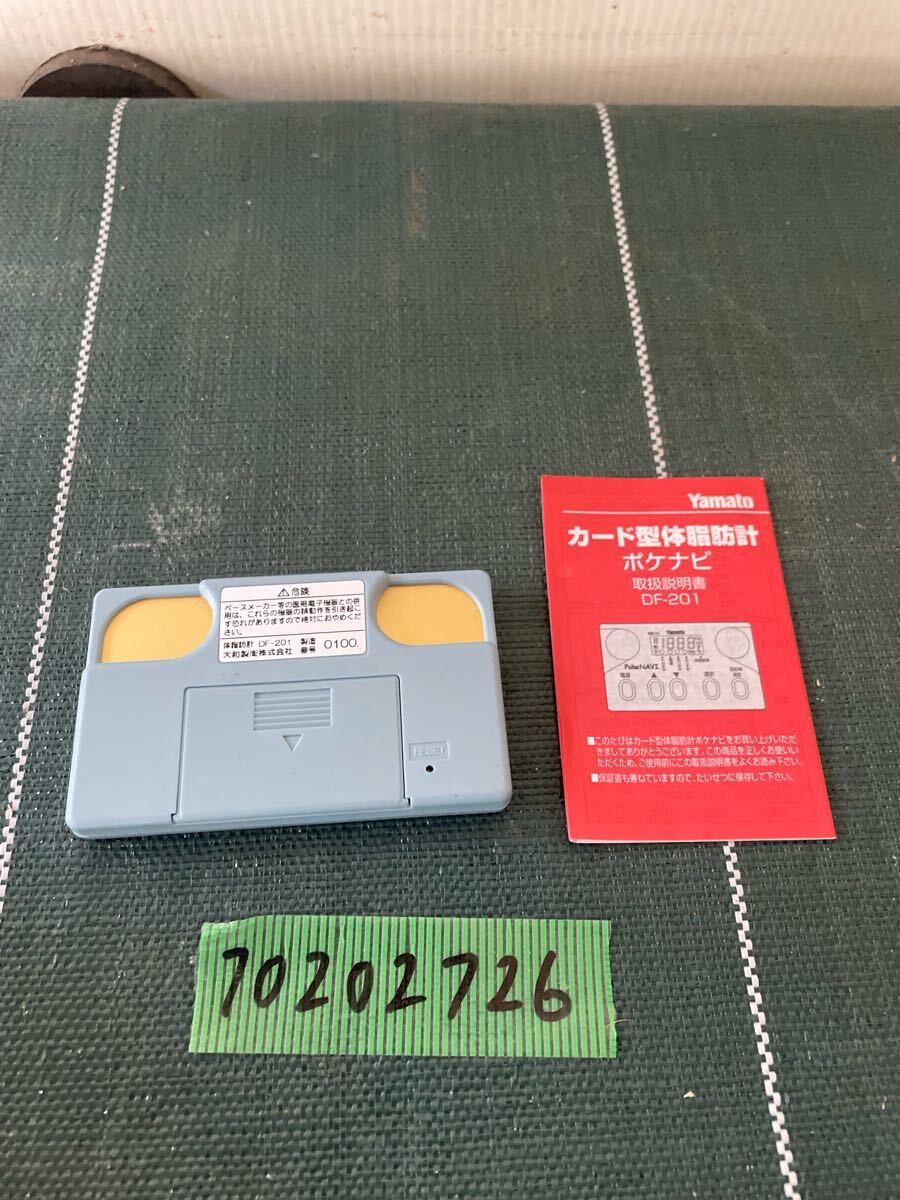 ⚠危険
ペースメーカー等の医用電子機器との併
用は、これらの機器の誤動作を引き起こ
す恐れがありますので絶対におやめくだ
さい。
体脂肪計 DF-201 製造
大和製衡株式会社 番号 0100.
RESET
Yamato
カード型体脂肪計
ポケナビ
取扱説明書
DF-201
Yamato
PokeNAVI
電源 ▲ ▼ 選択
■このたびはカード型体脂肪計ポケナビをお買い上げいただ
きましてありがとうございます。この商品を正しくお使いい
ただくため、ご使用前にこの取扱説明書をよくお読み下さい。
■保証書も兼ねていますので、たいせつに保存して下さい。
70202726